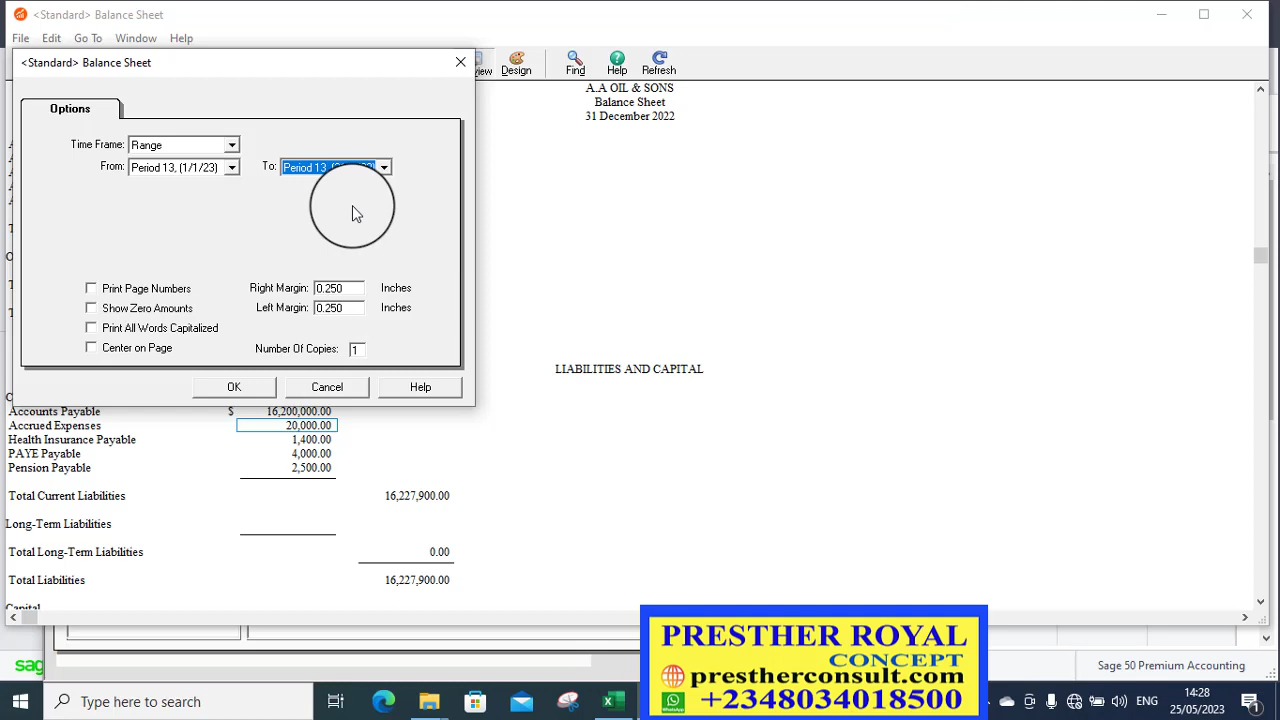 <Standard> Balance Sheet
File Edit Go To Window Help
<Standard> Balance Sheet
Design Find Help Refresh
Options
Time Frame: Range
From: Period 13, (1/1/23) To: Period 13,
Print Page Numbers
Show Zero Amounts
Print All Words Capitalized
Center on Page
Right Margin: 0.250 Inches
Left Margin: 0.250 Inches
Number Of Copies: 1
OK Cancel Help
A.A OIL & SONS
Balance Sheet
31 December 2022
LIABILITIES AND CAPITAL
Accounts Payable $ 16,200,000.00
Accrued Expenses 20,000.00
Health Insurance Payable 1,400.00
PAYE Payable 4,000.00
Pension Payable 2,500.00
Total Current Liabilities 16,227,900.00
Long-Term Liabilities
Total Long-Term Liabilities 0.00
Total Liabilities 16,227,900.00
Capital
PRESTHER ROYAL
CONCEPT
prestherconsult.com
WhatsApp
+2348034018500
sag
Sage 50 Premium Accounting
Type here to search
ENG
14:28
25/05/2023
1